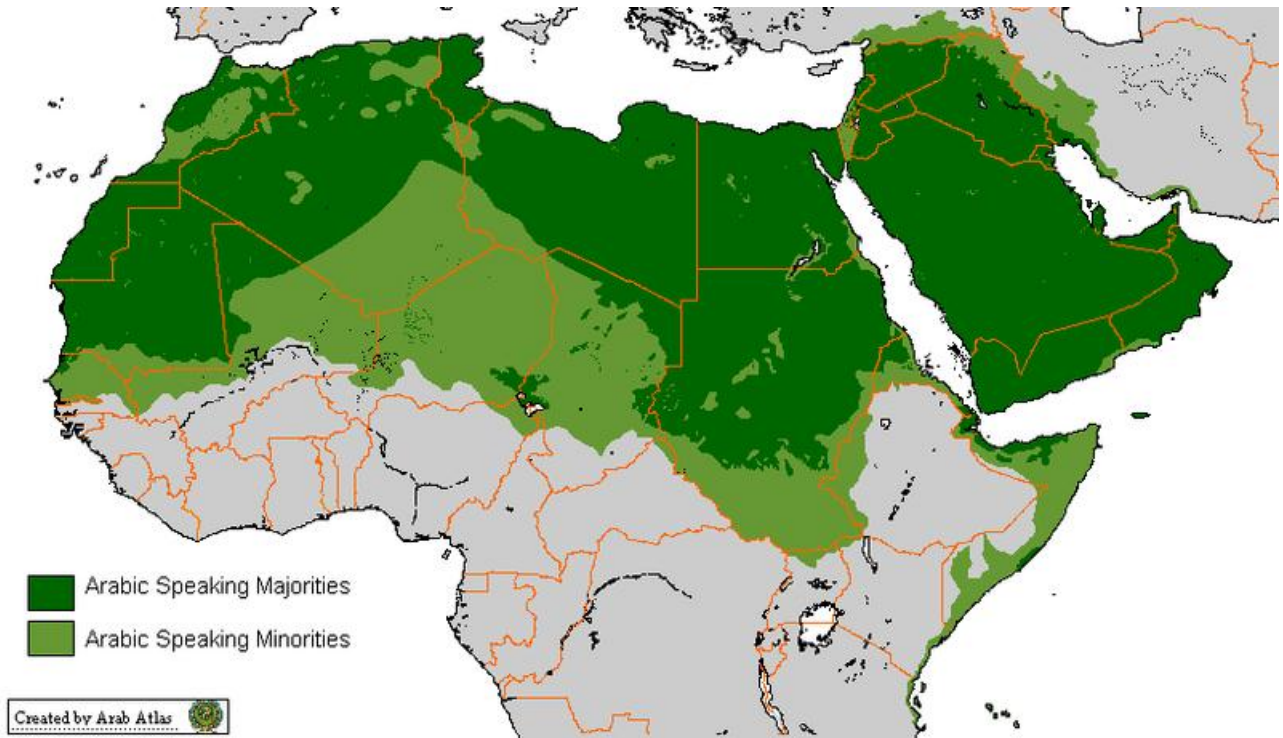 Arabic Speaking Majorities
Arabic Speaking Minorities
Created by Arab Atlas